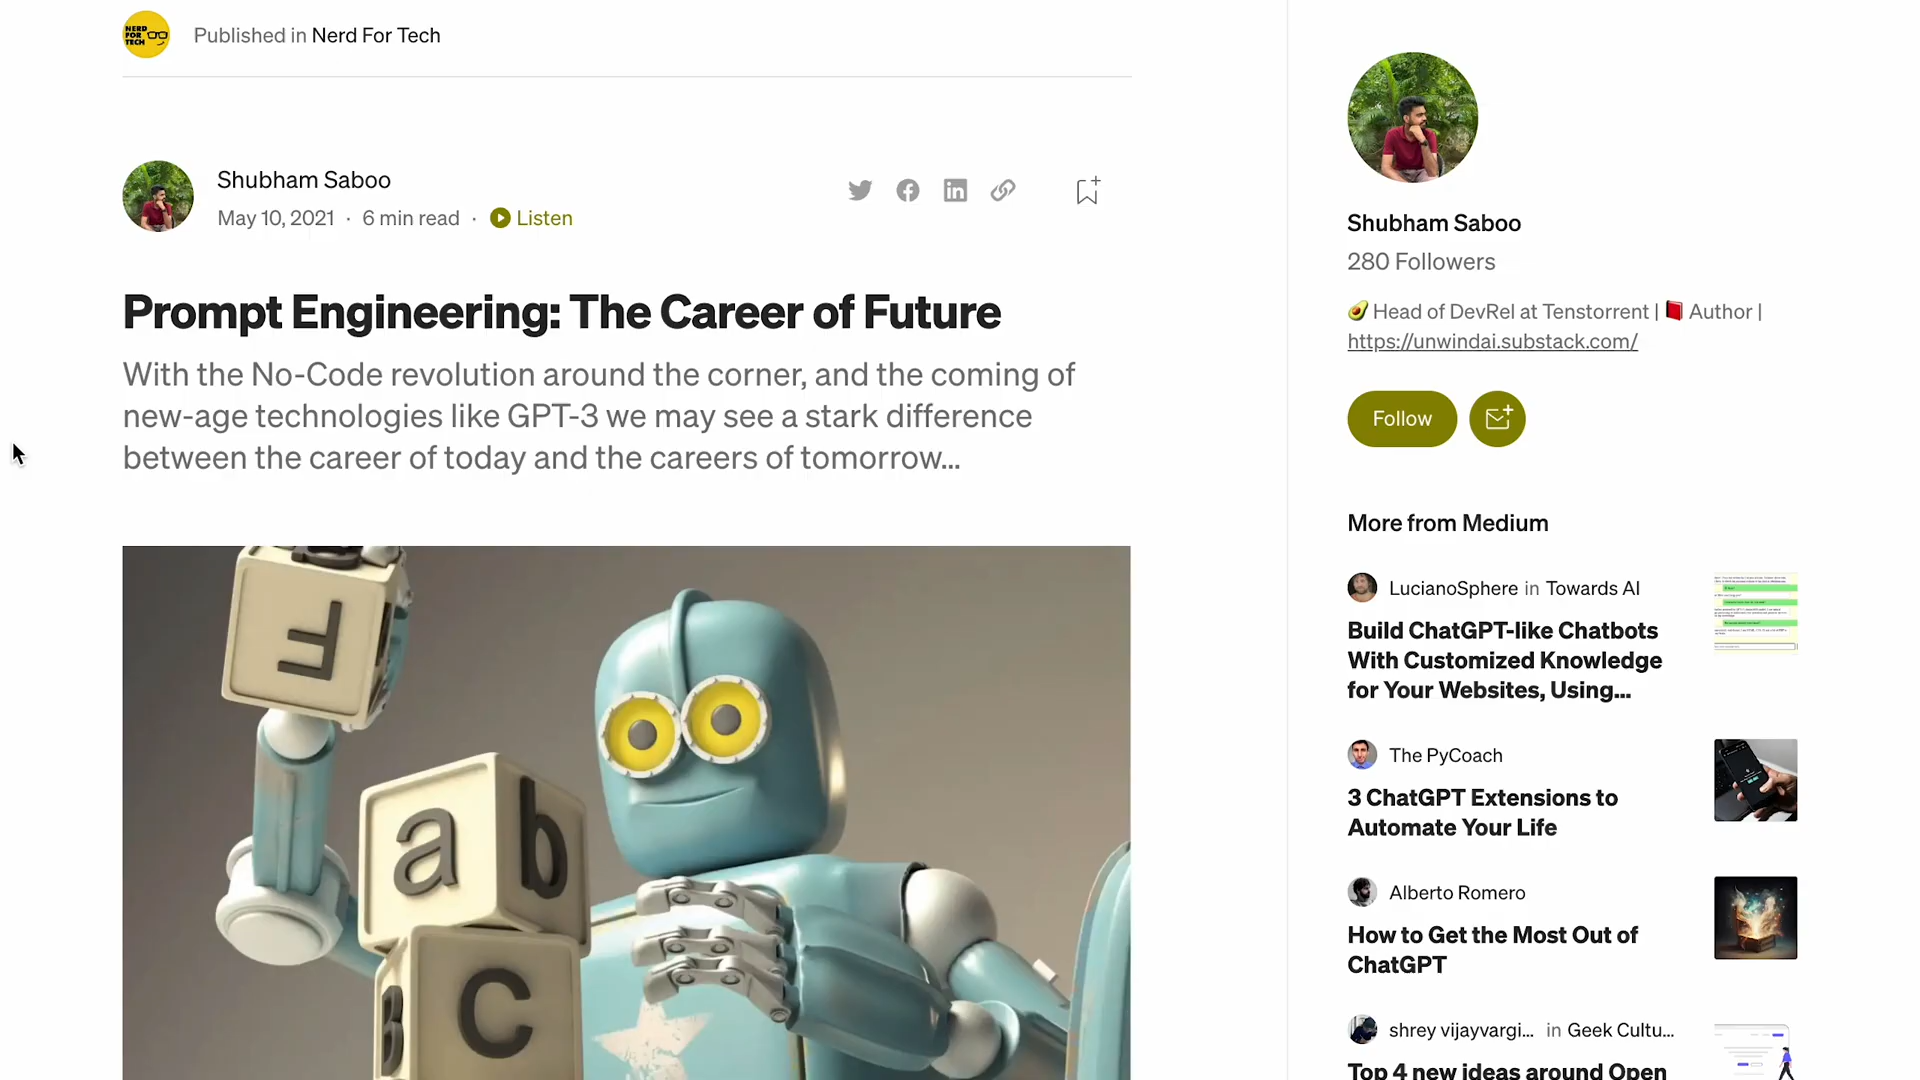 NERD
FOR
TECH
Published in Nerd For Tech
Shubham Saboo
May 10, 2021 · 6 min read · Listen
Prompt Engineering: The Career of Future
With the No-Code revolution around the corner, and the coming of
new-age technologies like GPT-3 we may see a stark difference
between the career of today and the careers of tomorrow...
a
b
C
B
Shubham Saboo
280 Followers
🥑 Head of DevRel at Tenstorrent | 📕 Author |
https://unwindai.substack.com/
Follow
More from Medium
LucianoSphere in Towards AI
Build ChatGPT-like Chatbots
With Customized Knowledge
for Your Websites, Using...
The PyCoach
3 ChatGPT Extensions to
Automate Your Life
Alberto Romero
How to Get the Most Out of
ChatGPT
shrey vijayvargi... in Geek Cultu...
Top 4 new ideas around Open